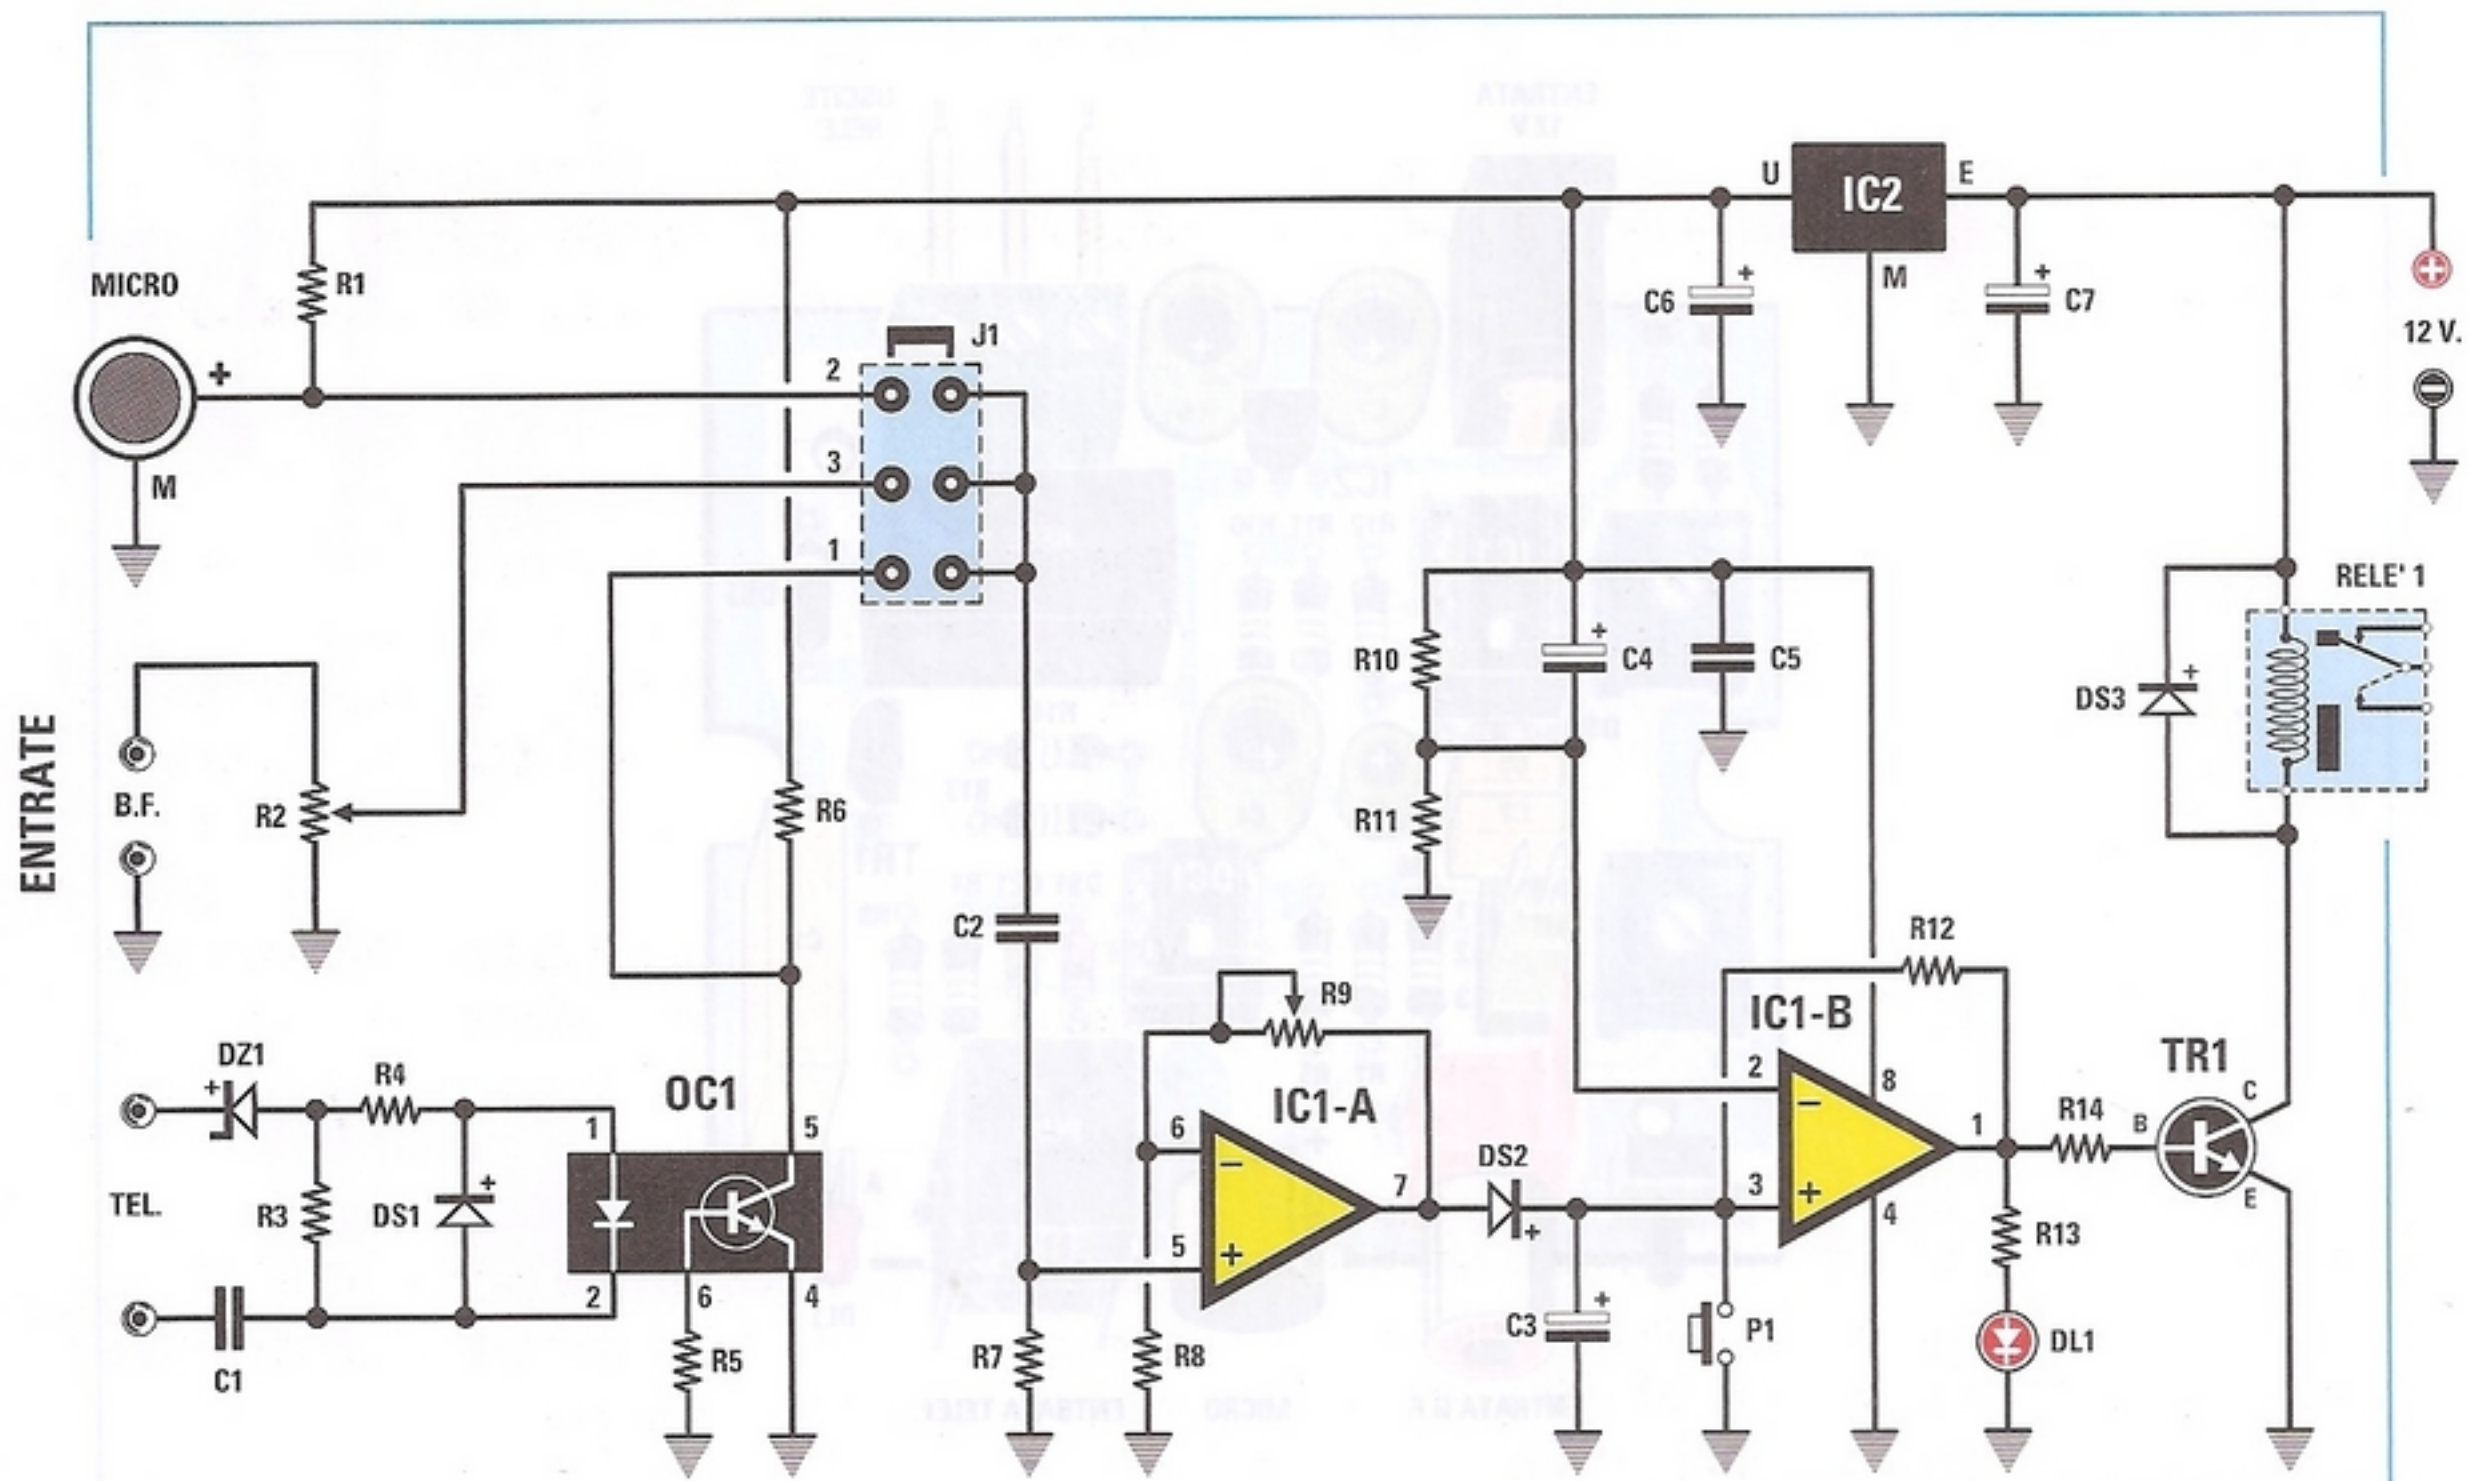 U
IC2
E
M
MICRO
R1
+
M
J1
2
3
1
C6
+
C7
+
12 V.
ENTRATE
B.F.
R2
R6
C2
R10
R11
C4
+
C5
DS3
+
RELE' 1
R12
R9
IC1-A
6
5
7
−
+
IC1-B
2
3
8
4
1
−
+
TR1
B
C
E
R14
R13
DL1
DZ1
+
R4
R3
DS1
+
TEL.
C1
OC1
1
2
5
6
4
R5
R7
R8
DS2
+
C3
+
P1